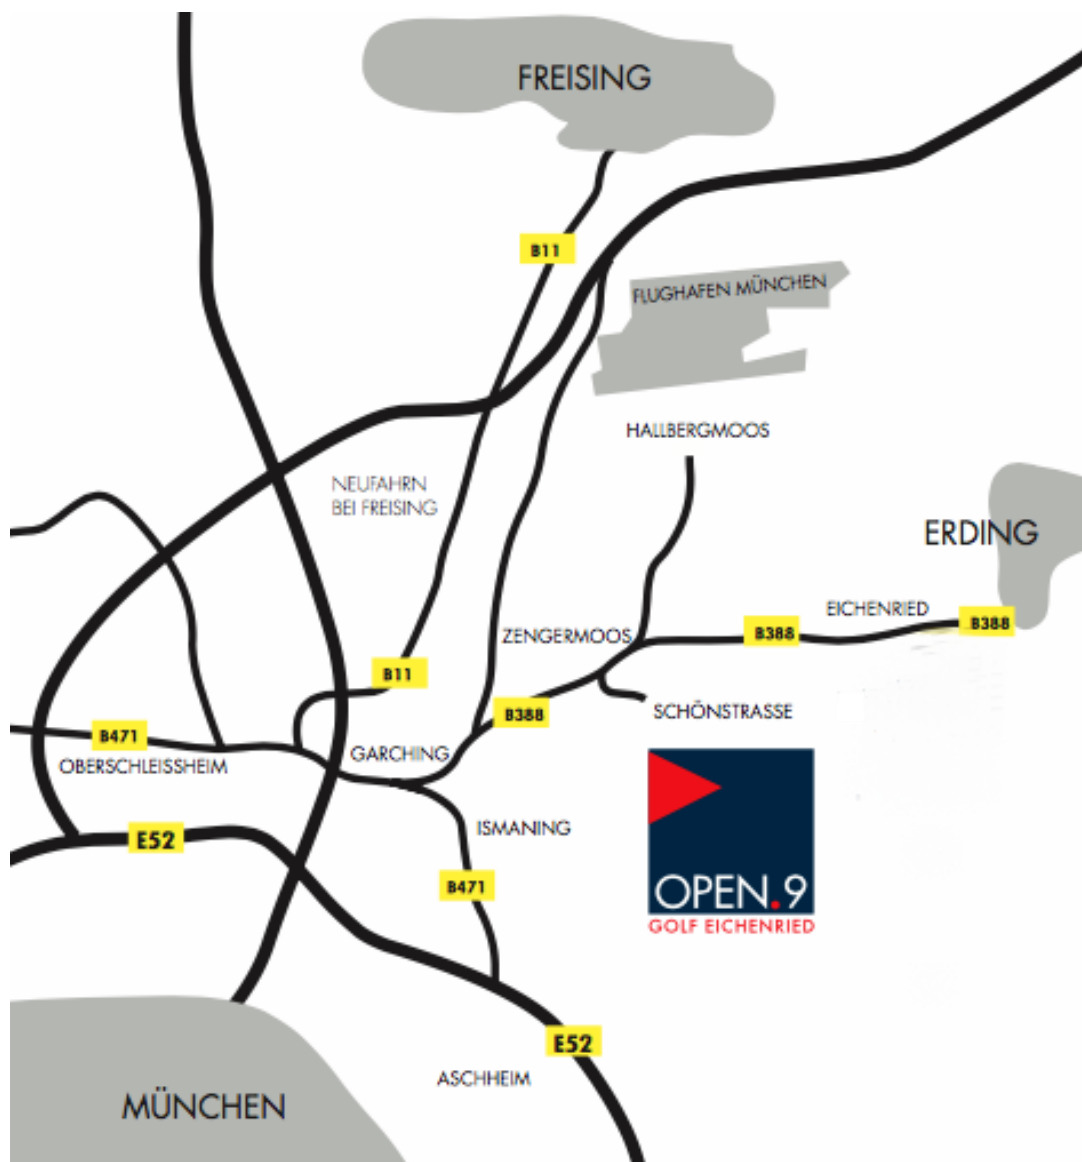 FREISING
B11
FLUGHAFEN MÜNCHEN
HALLBERGMOOS
NEUFAHRN
BEI FREISING
ERDING
EICHENRIED
B388
B388
ZENGERMOOS
B11
SCHÖNSTRASSE
B388
B471
GARCHING
OBERSCHLEISSHEIM
ISMANING
E52
B471
OPEN.9
GOLF EICHENRIED
E52
ASCHHEIM
MÜNCHEN